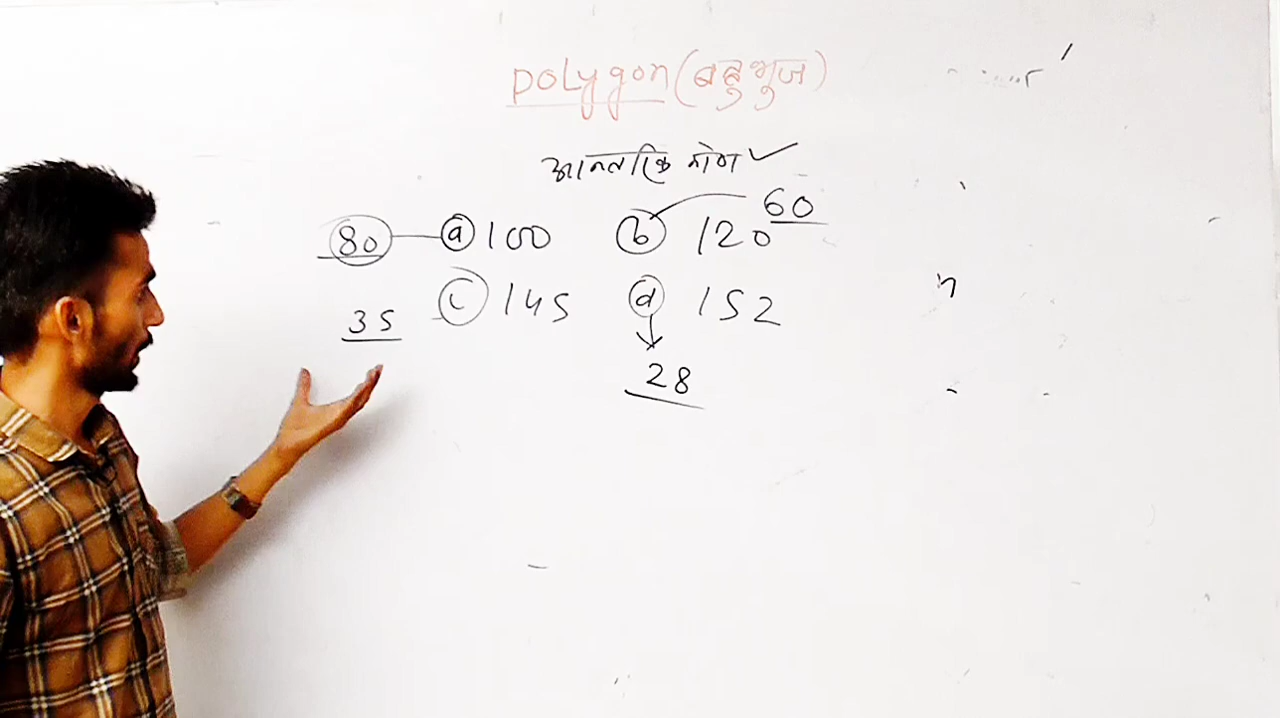 polygon (बहुभुज)
आन्तरिक कोण ✓
80 — ⓐ 100 ⓑ 120 60
35 ⓒ 145 ⓓ 152
28